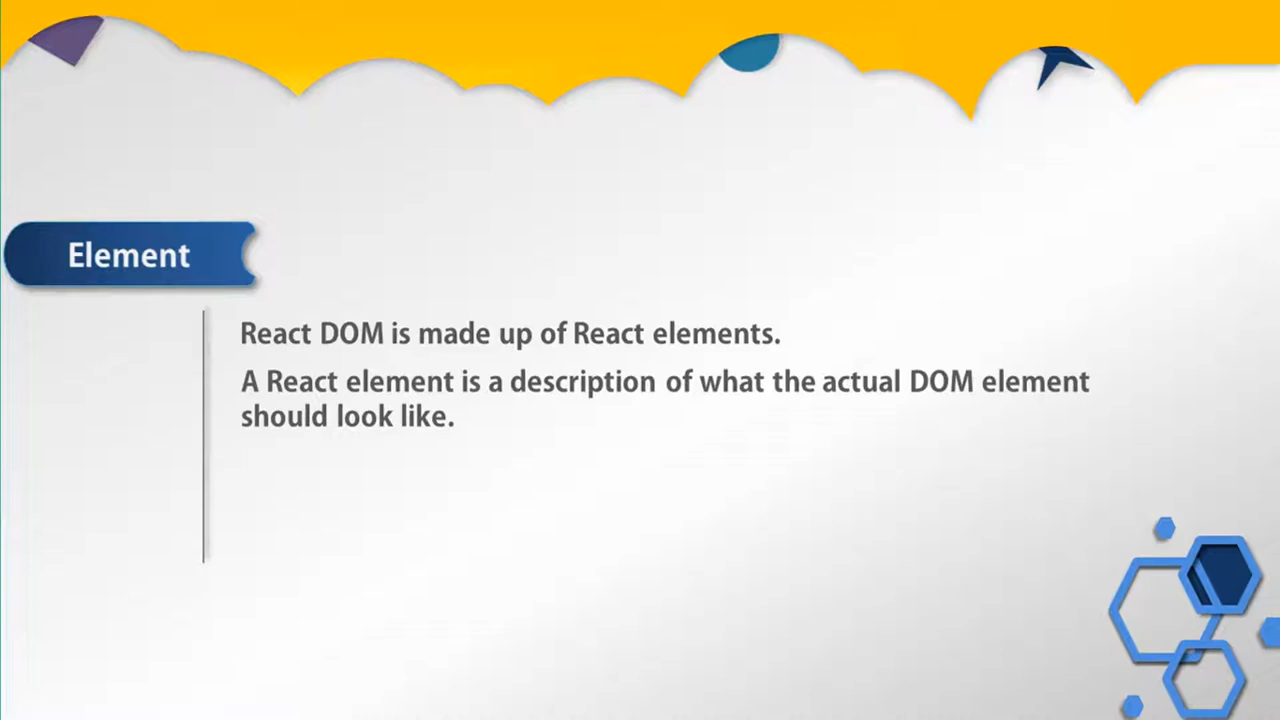 Element
React DOM is made up of React elements.
A React element is a description of what the actual DOM element
should look like.